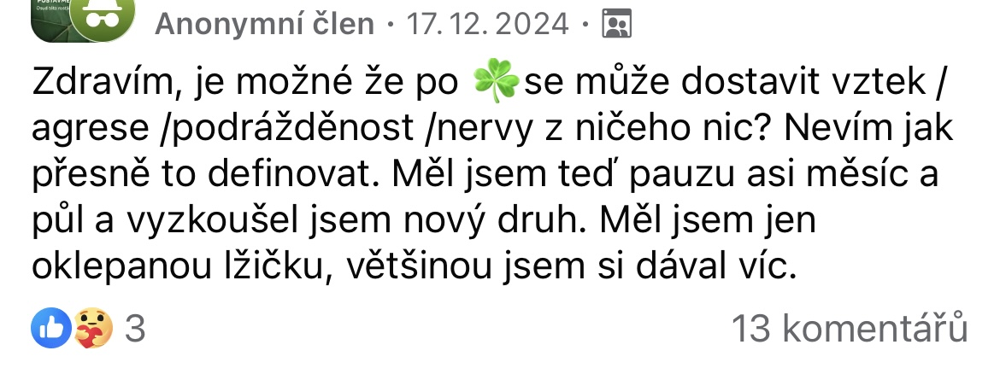 Anonymní člen · 17. 12. 2024 ·
Zdravím, je možné že po ☘️se může dostavit vztek /
agrese /podrážděnost /nervy z ničeho nic? Nevím jak
přesně to definovat. Měl jsem teď pauzu asi měsíc a
půl a vyzkoušel jsem nový druh. Měl jsem jen
oklepanou lžičku, většinou jsem si dával víc.
3
13 komentářů